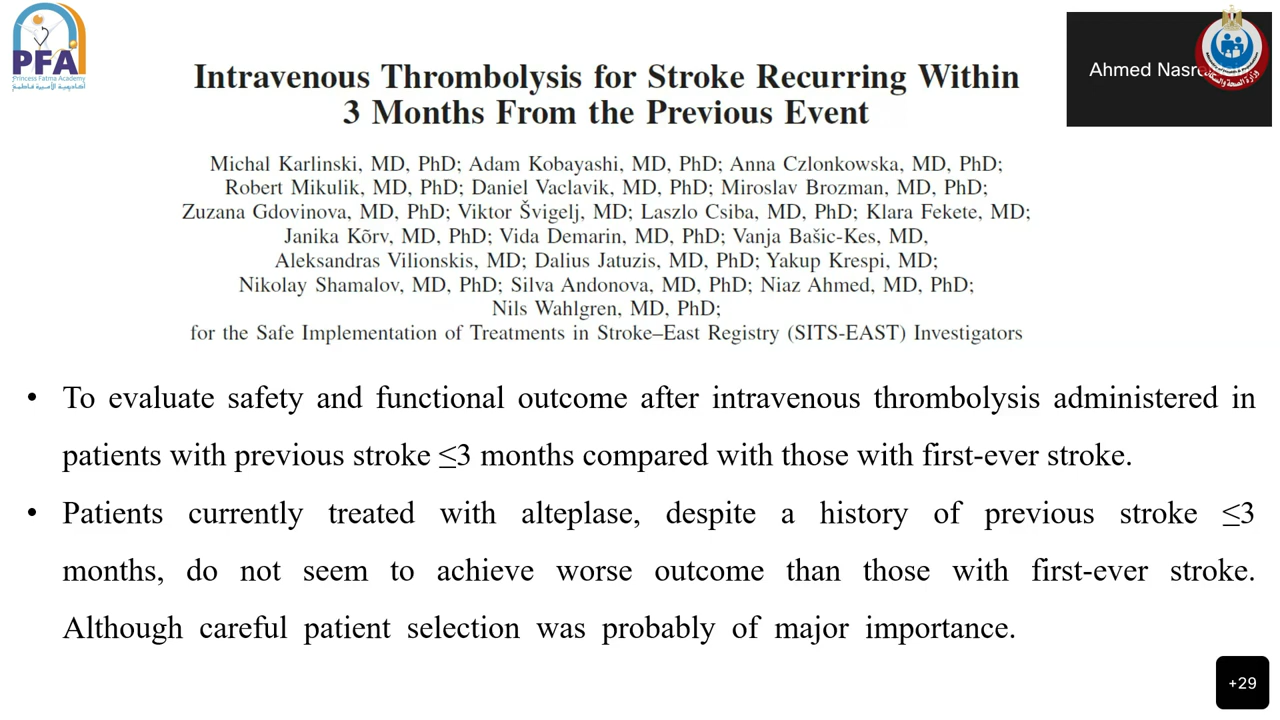 PFA
Princess Fatma Academy
أكاديمية الأميرة فاطمة
Ahmed
Intravenous Thrombolysis for Stroke Recurring Within
3 Months From the Previous Event
Michal Karlinski, MD, PhD; Adam Kobayashi, MD, PhD; Anna Czlonkowska, MD, PhD;
Robert Mikulik, MD, PhD; Daniel Vaclavik, MD, PhD; Miroslav Brozman, MD, PhD;
Zuzana Gdovinova, MD, PhD; Viktor Švigelj, MD; Laszlo Csiba, MD, PhD; Klara Fekete, MD;
Janika Kõrv, MD, PhD; Vida Demarin, MD, PhD; Vanja Bašic-Kes, MD,
Aleksandras Vilionskis, MD; Dalius Jatuzis, MD, PhD; Yakup Krespi, MD;
Nikolay Shamalov, MD, PhD; Silva Andonova, MD, PhD; Niaz Ahmed, MD, PhD;
Nils Wahlgren, MD, PhD;
for the Safe Implementation of Treatments in Stroke–East Registry (SITS-EAST) Investigators
• To evaluate safety and functional outcome after intravenous thrombolysis administered in
patients with previous stroke ≤3 months compared with those with first-ever stroke.
• Patients currently treated with alteplase, despite a history of previous stroke ≤3
months, do not seem to achieve worse outcome than those with first-ever stroke.
Although careful patient selection was probably of major importance.
+29